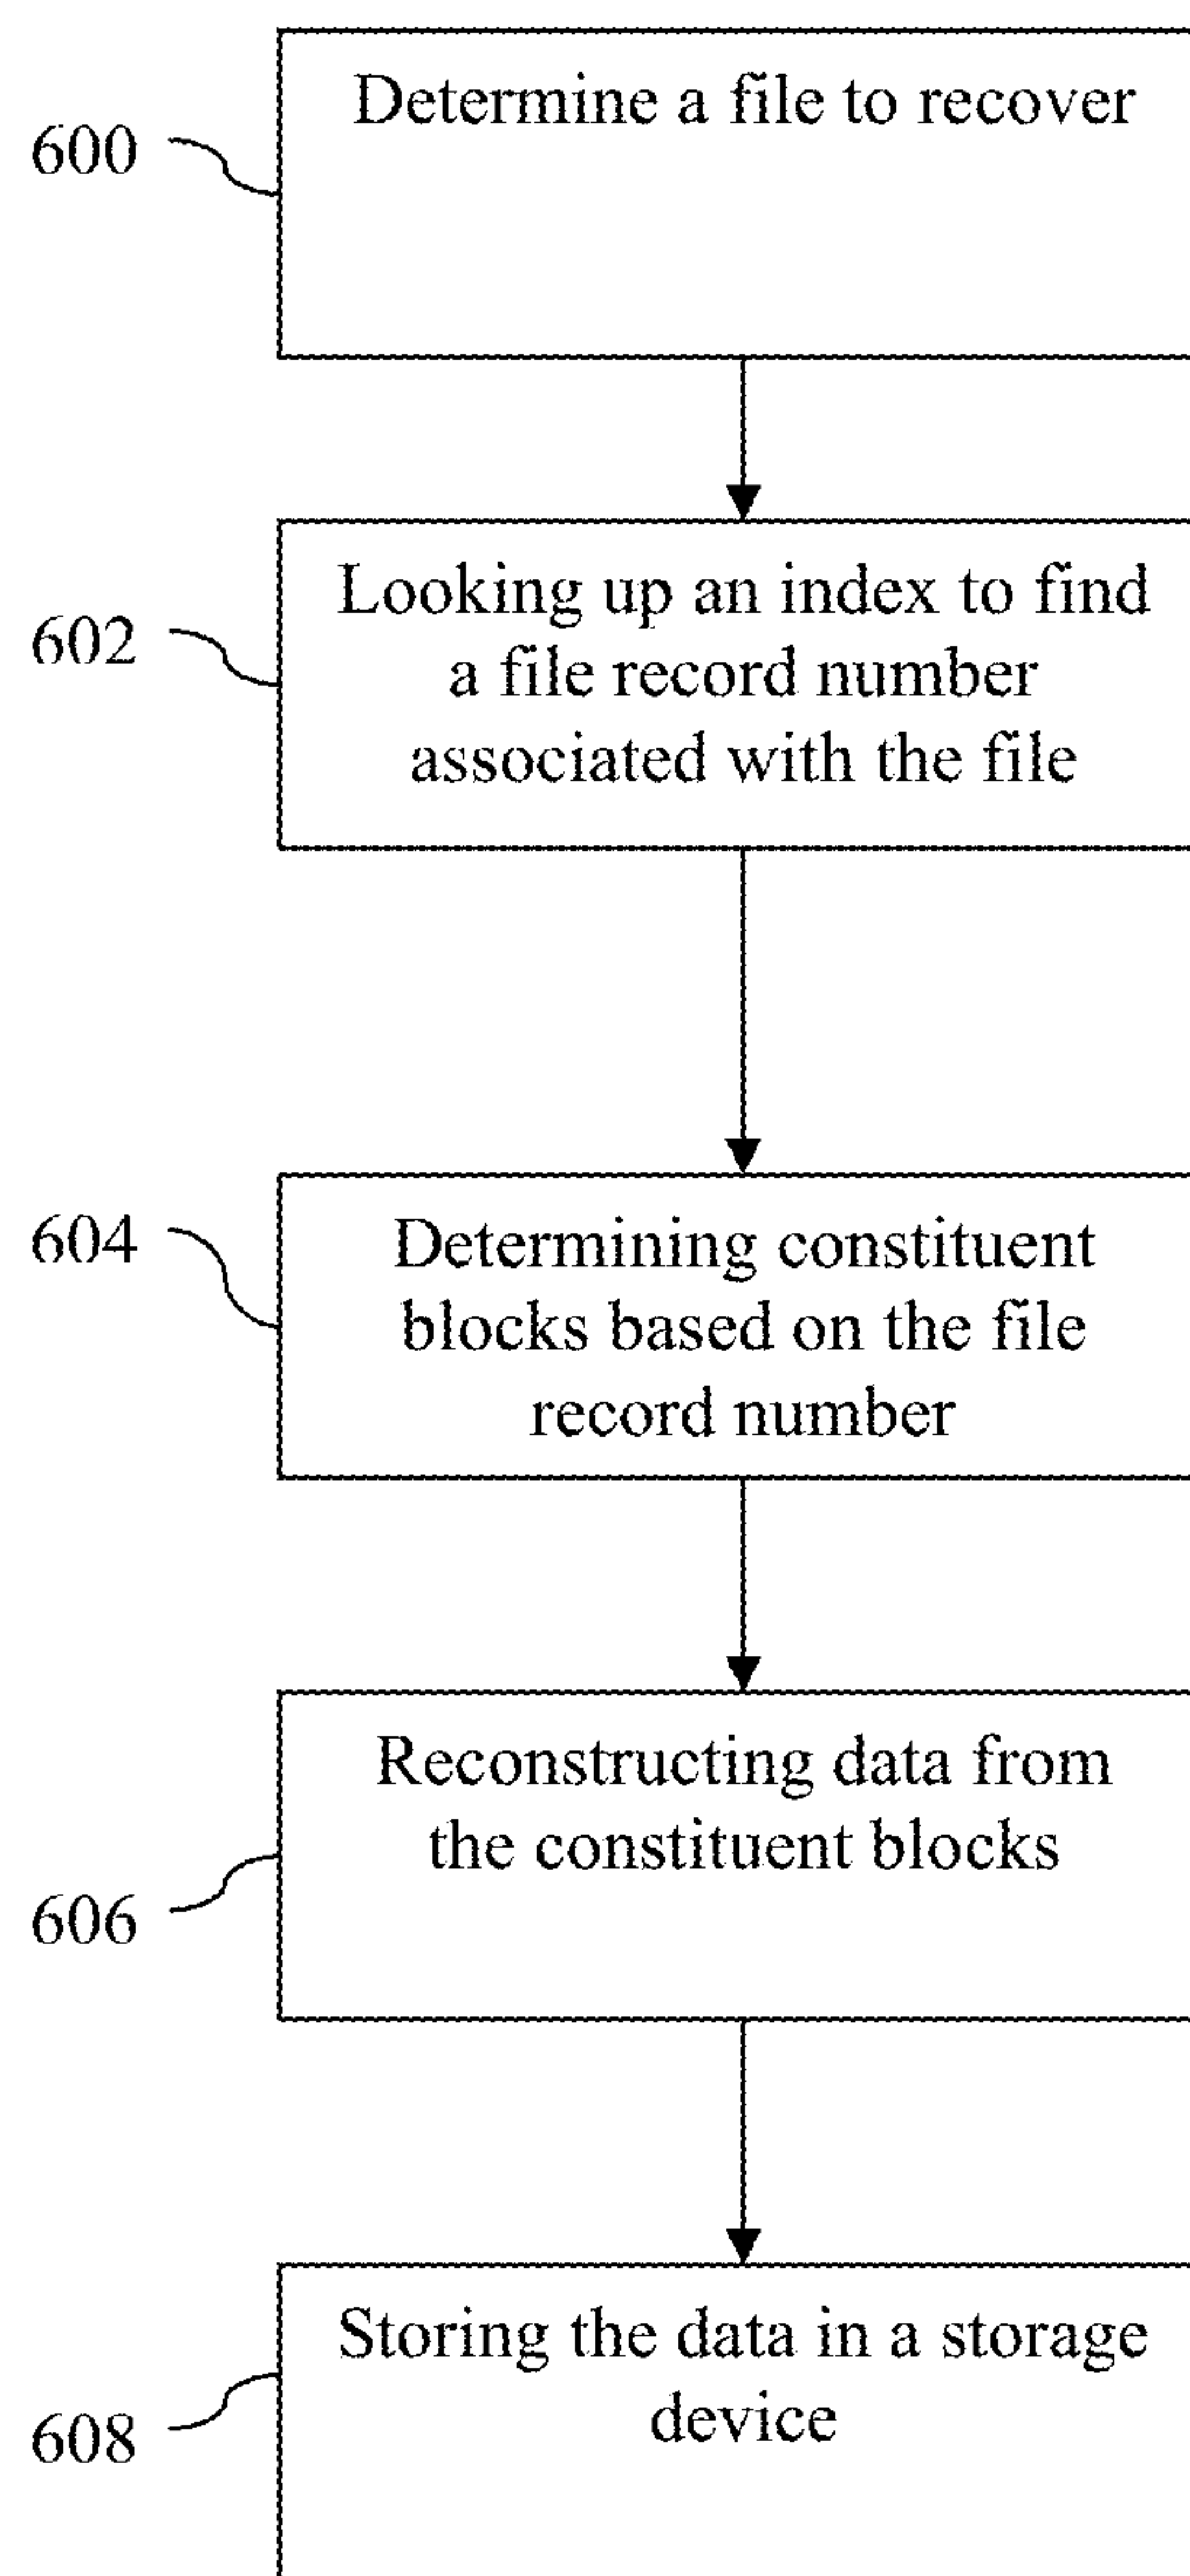 Determine a file to recover
600
Looking up an index to find
602
a file record number
associated with the file
604
Determining constituent
blocks based on the file
record number
Reconstructing data from
the constituent blocks
606
Storing the data in a storage
device
608